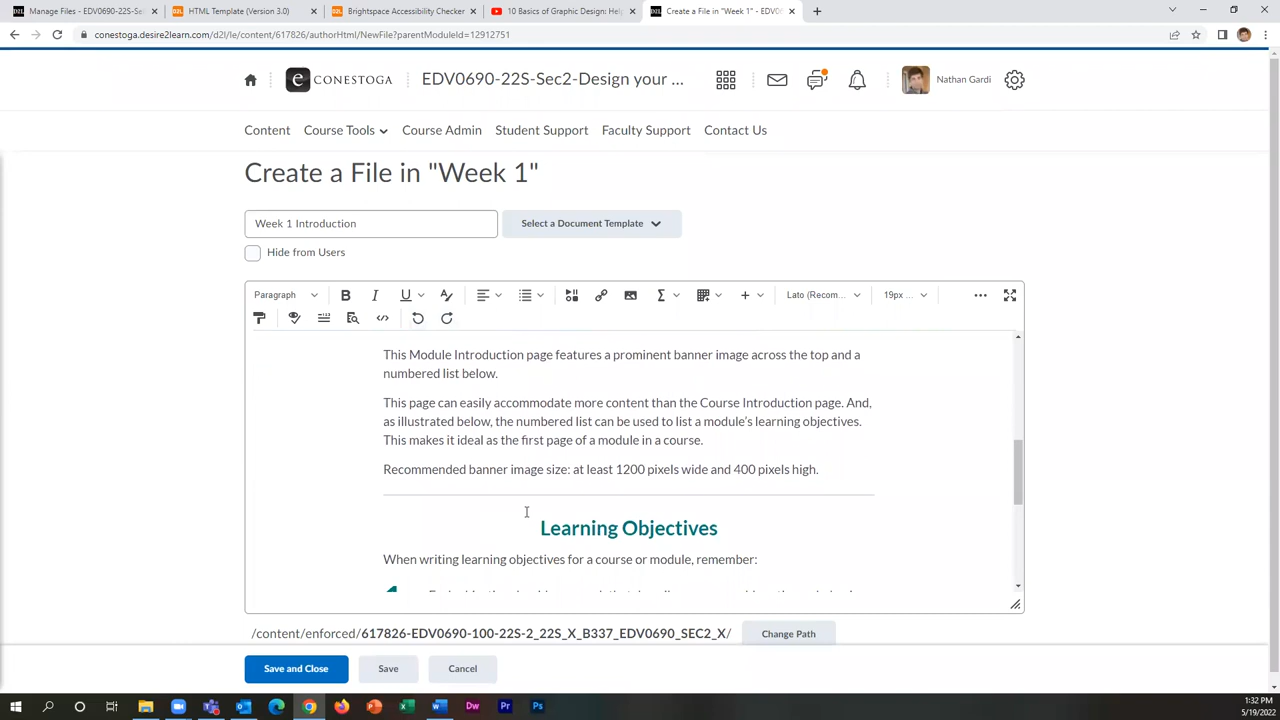 Manage Files - EDV0690-22S-Se
HTML Template (Version 3.0)
Brightspace Accessibility Checker
10 Basics of Graphic Design: Hel
Create a File in "Week 1" - EDV0
conestoga.desire2learn.com/d2l/le/content/617826/authorHtml/NewFile?parentModuleId=12912751
CONESTOGA
EDV0690-22S-Sec2-Design your ...
Nathan Gardi
Content
Course Tools
Course Admin
Student Support
Faculty Support
Contact Us
Create a File in "Week 1"
Week 1 Introduction
Select a Document Template
Hide from Users
Paragraph
Lato (Recom...
19px ...
This Module Introduction page features a prominent banner image across the top and a
numbered list below.
This page can easily accommodate more content than the Course Introduction page. And,
as illustrated below, the numbered list can be used to list a module's learning objectives.
This makes it ideal as the first page of a module in a course.
Recommended banner image size: at least 1200 pixels wide and 400 pixels high.
Learning Objectives
When writing learning objectives for a course or module, remember:
/content/enforced/617826-EDV0690-100-22S-2_22S_X_B337_EDV0690_SEC2_X/
Change Path
Save and Close
Save
Cancel
1:32 PM
5/19/2022